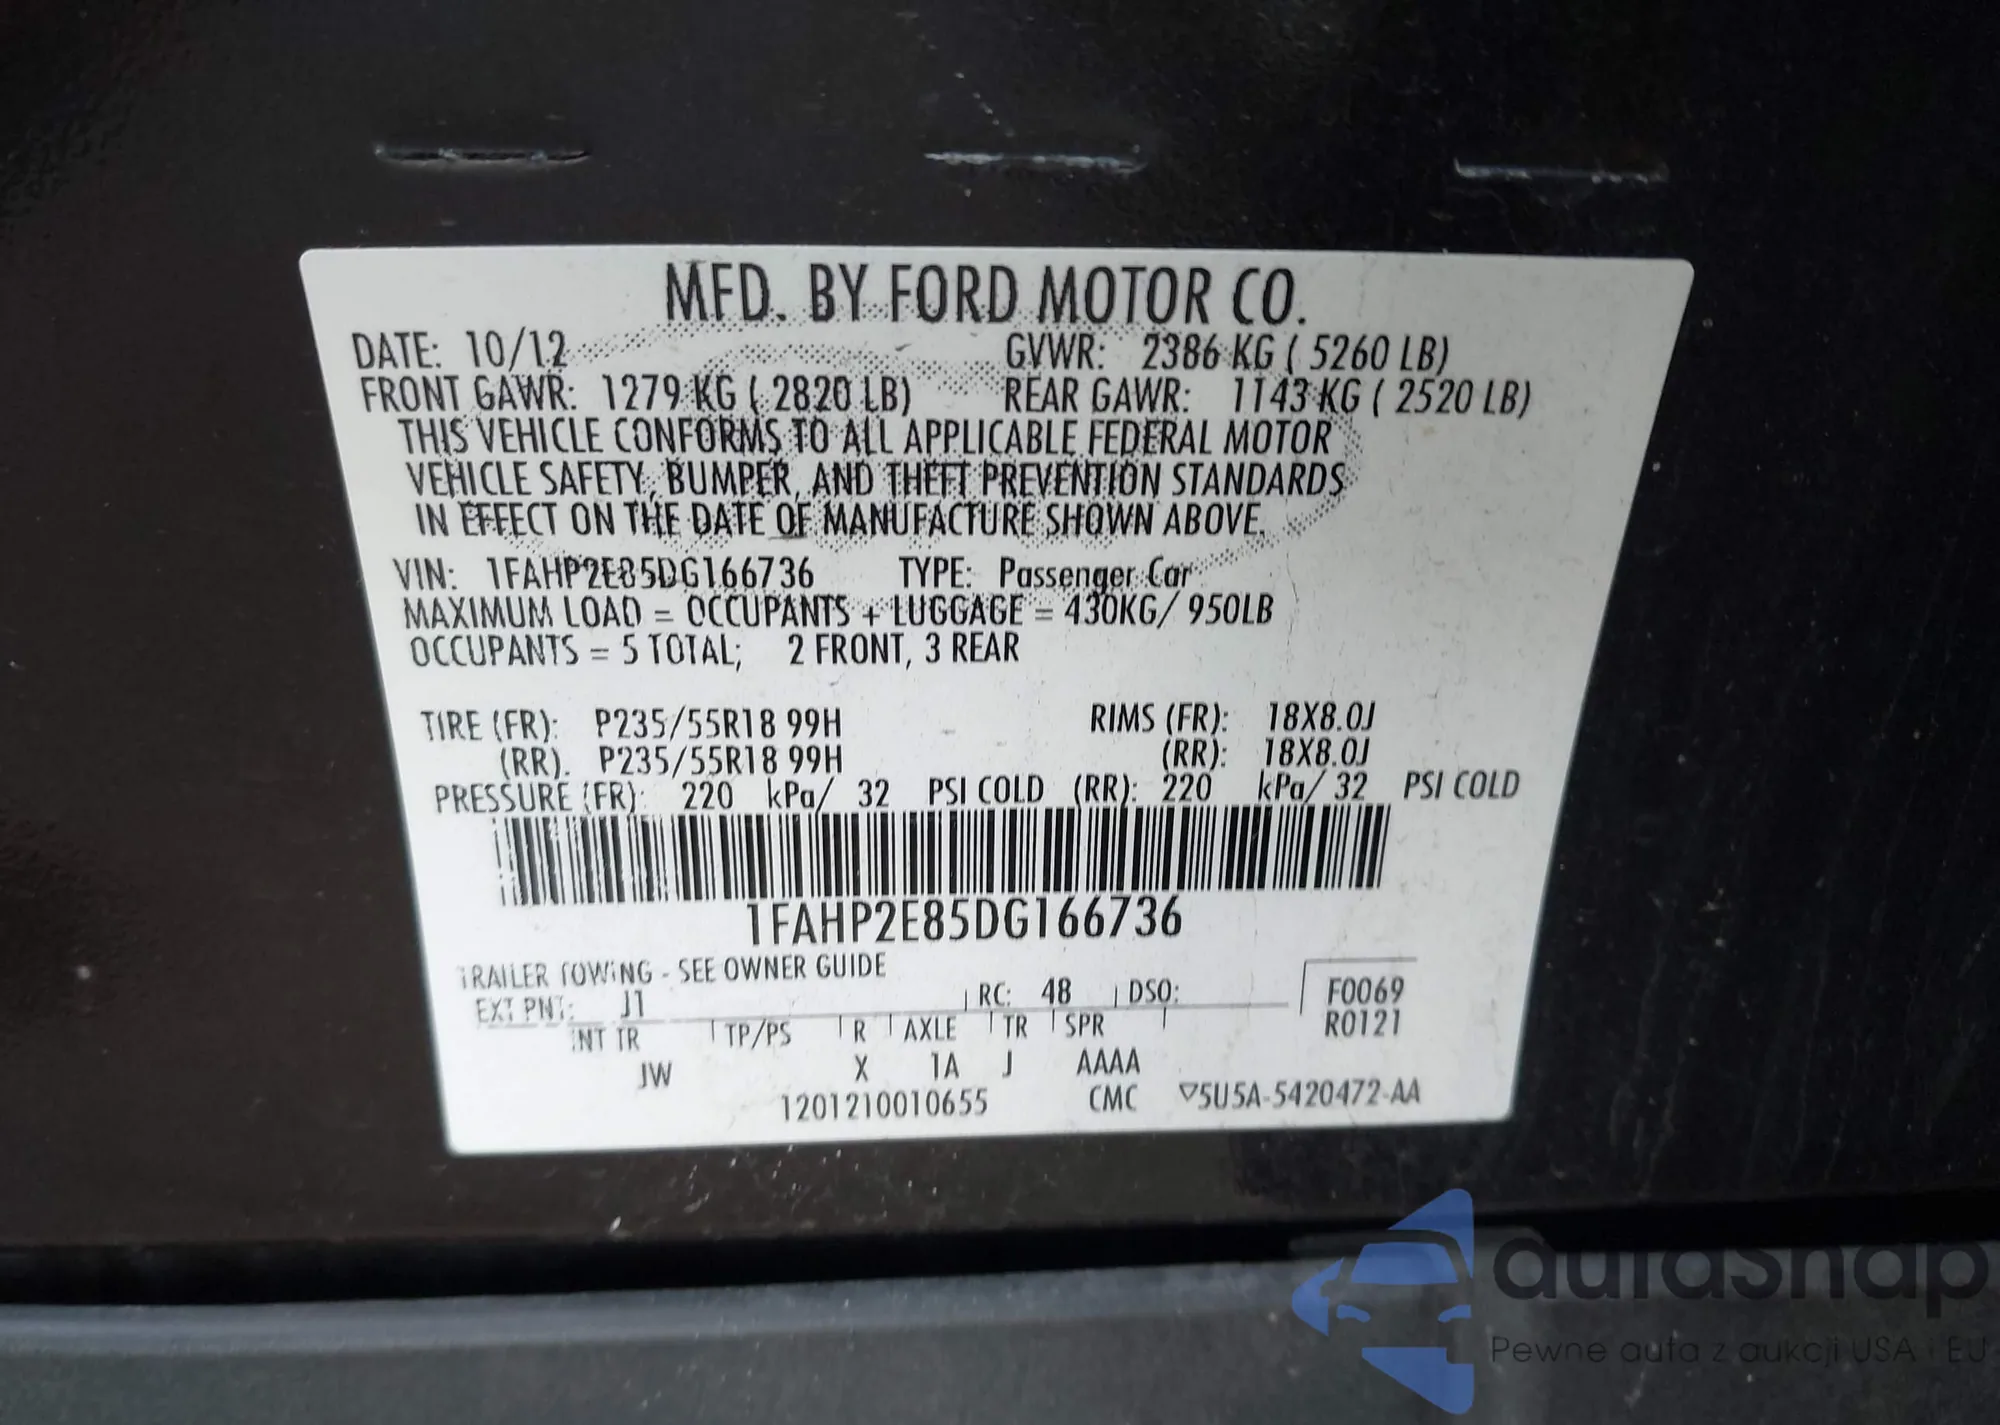 MFD. BY FORD MOTOR CO.
DATE: 10/12 GVWR: 2386 KG ( 5260 LB)
FRONT GAWR: 1279 KG ( 2820 LB) REAR GAWR: 1143 KG ( 2520 LB)
THIS VEHICLE CONFORMS TO ALL APPLICABLE FEDERAL MOTOR
VEHICLE SAFETY, BUMPER, AND THEFT PREVENTION STANDARDS
IN EFFECT ON THE DATE OF MANUFACTURE SHOWN ABOVE.
VIN: 1FAHP2E85DG166736 TYPE: Passenger Car
MAXIMUM LOAD = OCCUPANTS + LUGGAGE = 430KG/ 950LB
OCCUPANTS = 5 TOTAL; 2 FRONT, 3 REAR
TIRE (FR): P235/55R18 99H RIMS (FR): 18X8.0J
(RR). P235/55R18 99H (RR): 18X8.0J
PRESSURE (FR): 220 kPa/ 32 PSI COLD (RR): 220 kPa/ 32 PSI COLD
1FAHP2E85DG166736
TRAILER TOWING - SEE OWNER GUIDE
EXT PNT: J1 RC: 48 DSO: F0069
INT TR TP/PS R AXLE TR SPR R0121
JW X 1A J AAAA
1201210010655 CMC ▽5U5A-5420472-AA
autaSnap
Pewne auta z aukcji USA i EU